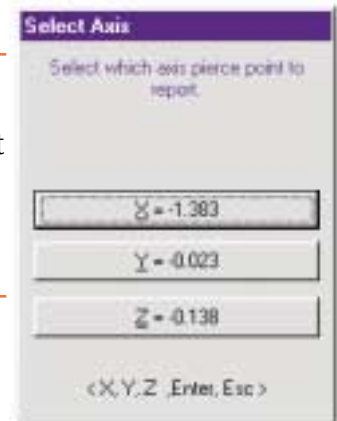 Select Axis
Select which axis pierce point to
report.
t
X = -1.383
Y = -0.023
Z = -0.138
<X, Y, Z ,Enter, Esc>